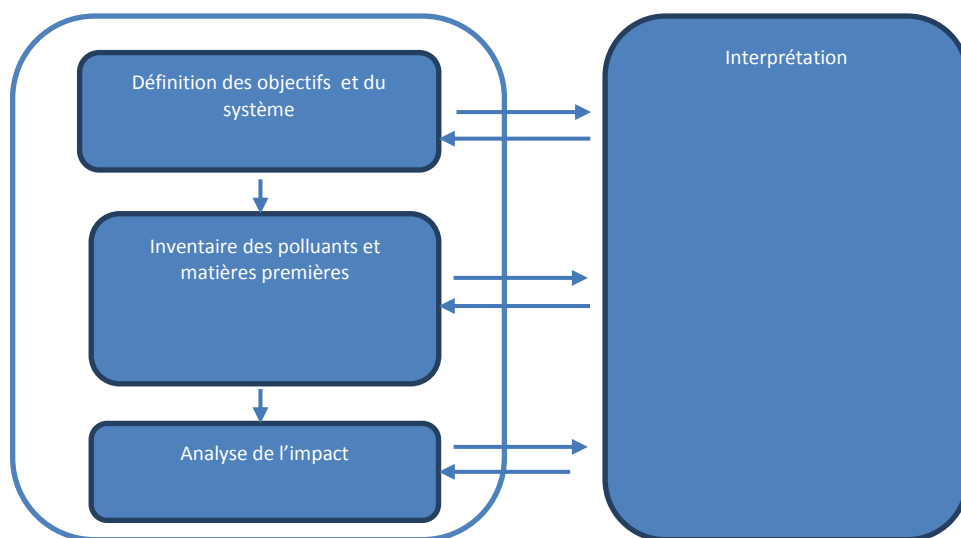 Définition des objectifs et du
système
Inventaire des polluants et
matières premières
Analyse de l’impact
Interprétation